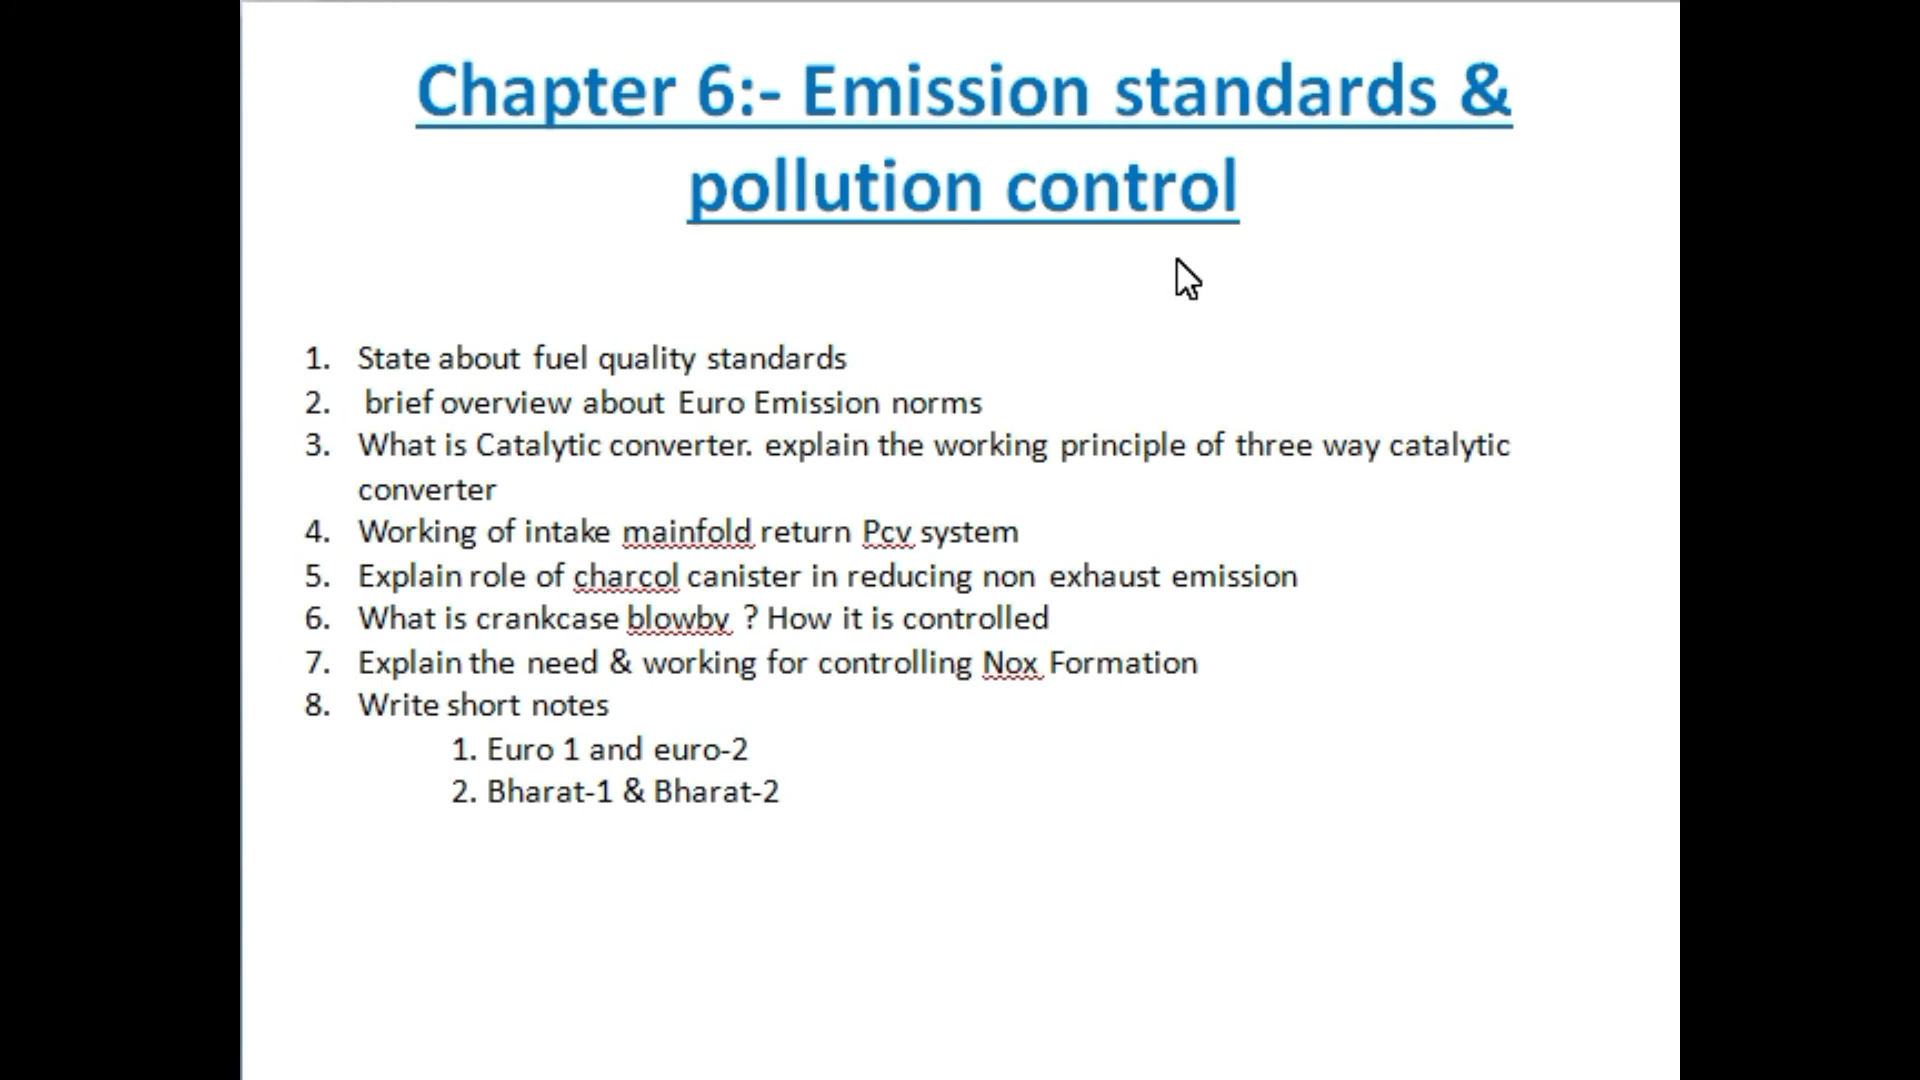 Chapter 6:- Emission standards &
pollution control
1. State about fuel quality standards
2. brief overview about Euro Emission norms
3. What is Catalytic converter. explain the working principle of three way catalytic
converter
4. Working of intake mainfold return Pcv system
5. Explain role of charcol canister in reducing non exhaust emission
6. What is crankcase blowby ? How it is controlled
7. Explain the need & working for controlling Nox Formation
8. Write short notes
1. Euro 1 and euro-2
2. Bharat-1 & Bharat-2